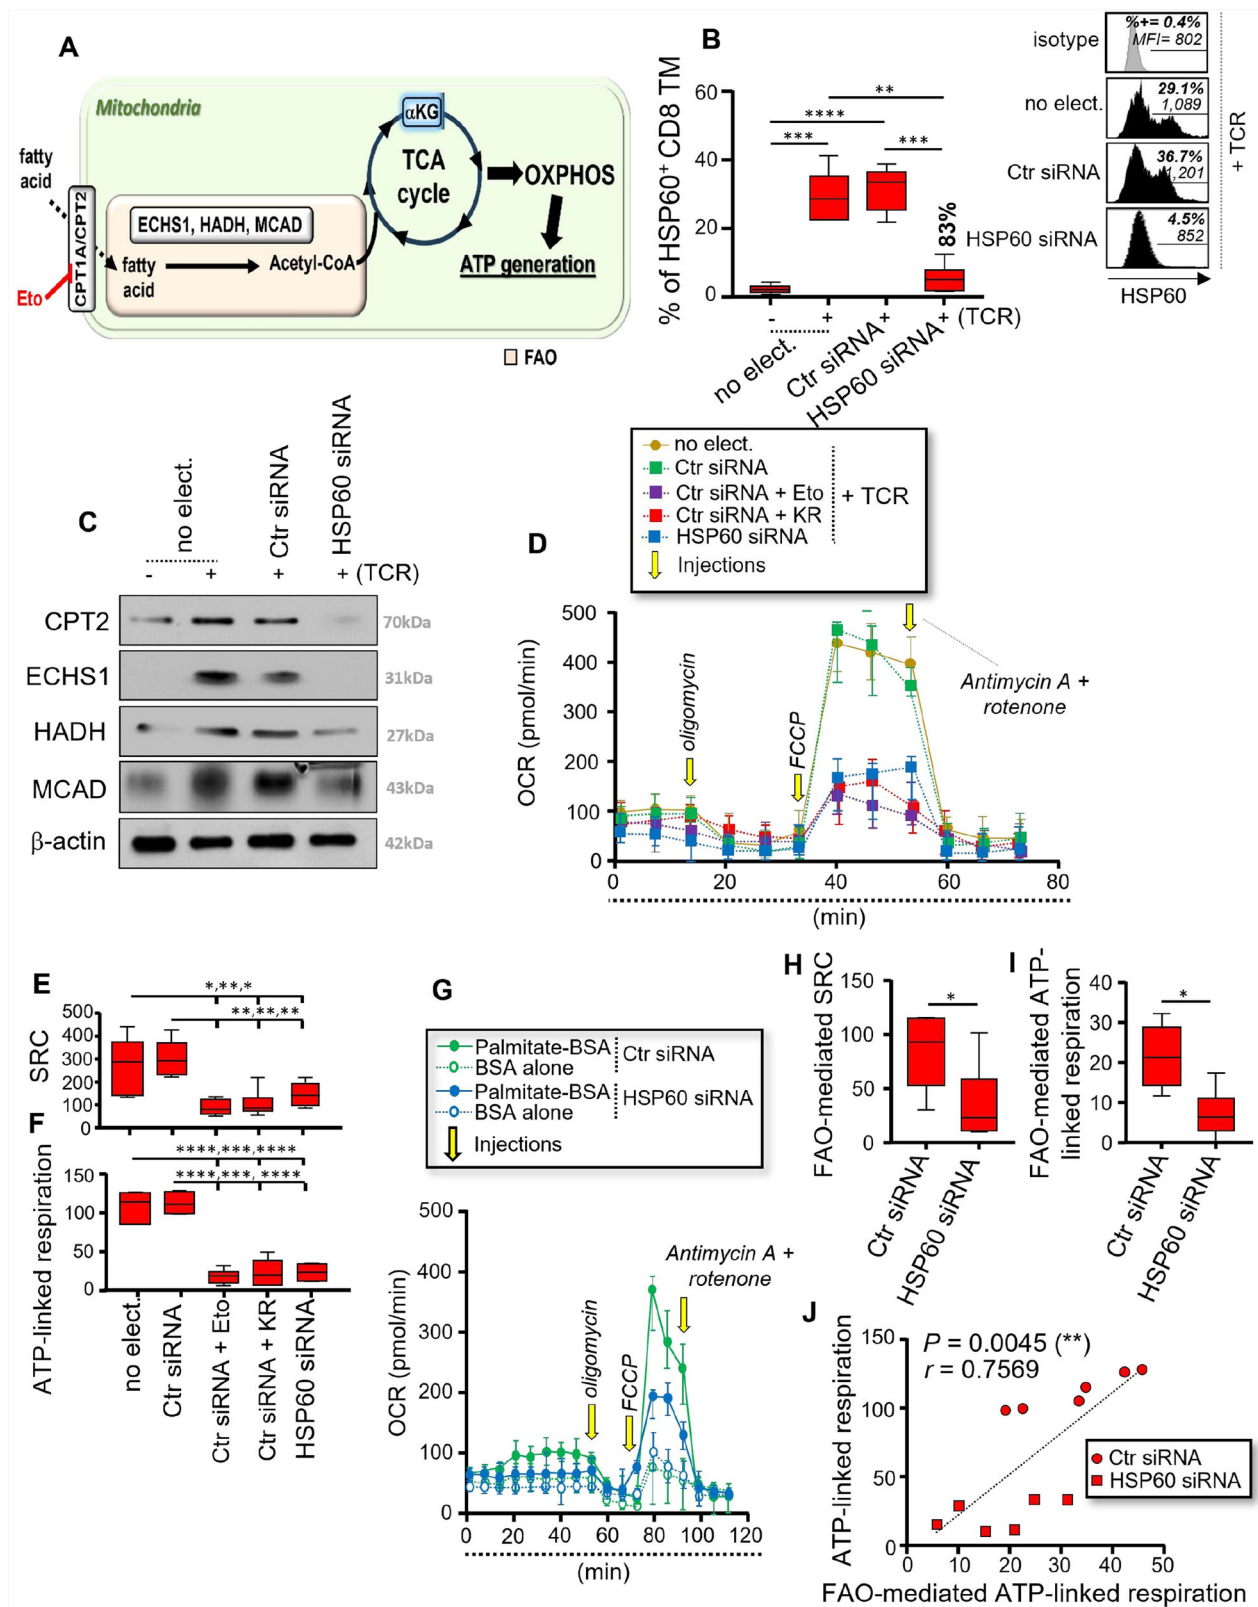 A
Mitochondria
fatty
acid
CPT1A/CPT2
Eto
ECHS1, HADH, MCAD
fatty
acid
Acetyl-CoA
αKG
TCA
cycle
OXPHOS
ATP generation
FAO
B
% of HSP60⁺ CD8 TM
60
40
20
0
**
****
***
***
83%
- + + + (TCR)
no elect.
Ctr siRNA
HSP60 siRNA
isotype
%+= 0.4%
MFI= 802
no elect.
29.1%
1,089
Ctr siRNA
36.7%
1,201
HSP60 siRNA
4.5%
852
+ TCR
HSP60
C
no elect.
Ctr siRNA
HSP60 siRNA
- + + + (TCR)
CPT2
70kDa
ECHS1
31kDa
HADH
27kDa
MCAD
43kDa
β-actin
42kDa
D
no elect.
Ctr siRNA
Ctr siRNA + Eto
Ctr siRNA + KR
HSP60 siRNA
+ TCR
Injections
OCR (pmol/min)
500
400
300
200
100
0
oligomycin
FCCP
Antimycin A +
rotenone
0 20 40 60 80
(min)
E
SRC
500
400
300
200
100
0
*,**,*
**,**,**
F
ATP-linked respiration
150
100
50
0
****,***,****
****,***,****
no elect.
Ctr siRNA
Ctr siRNA + Eto
Ctr siRNA + KR
HSP60 siRNA
G
Palmitate-BSA
BSA alone
Ctr siRNA
Palmitate-BSA
BSA alone
HSP60 siRNA
Injections
OCR (pmol/min)
500
400
300
200
100
0
oligomycin
FCCP
Antimycin A +
rotenone
0 20 40 60 80 100 120
(min)
H
FAO-mediated SRC
150
100
50
0
*
Ctr siRNA
HSP60 siRNA
I
FAO-mediated ATP-
linked respiration
40
30
20
10
0
*
Ctr siRNA
HSP60 siRNA
J
ATP-linked respiration
150
100
50
0
P = 0.0045 (**)
r = 0.7569
Ctr siRNA
HSP60 siRNA
0 10 20 30 40 50
FAO-mediated ATP-linked respiration